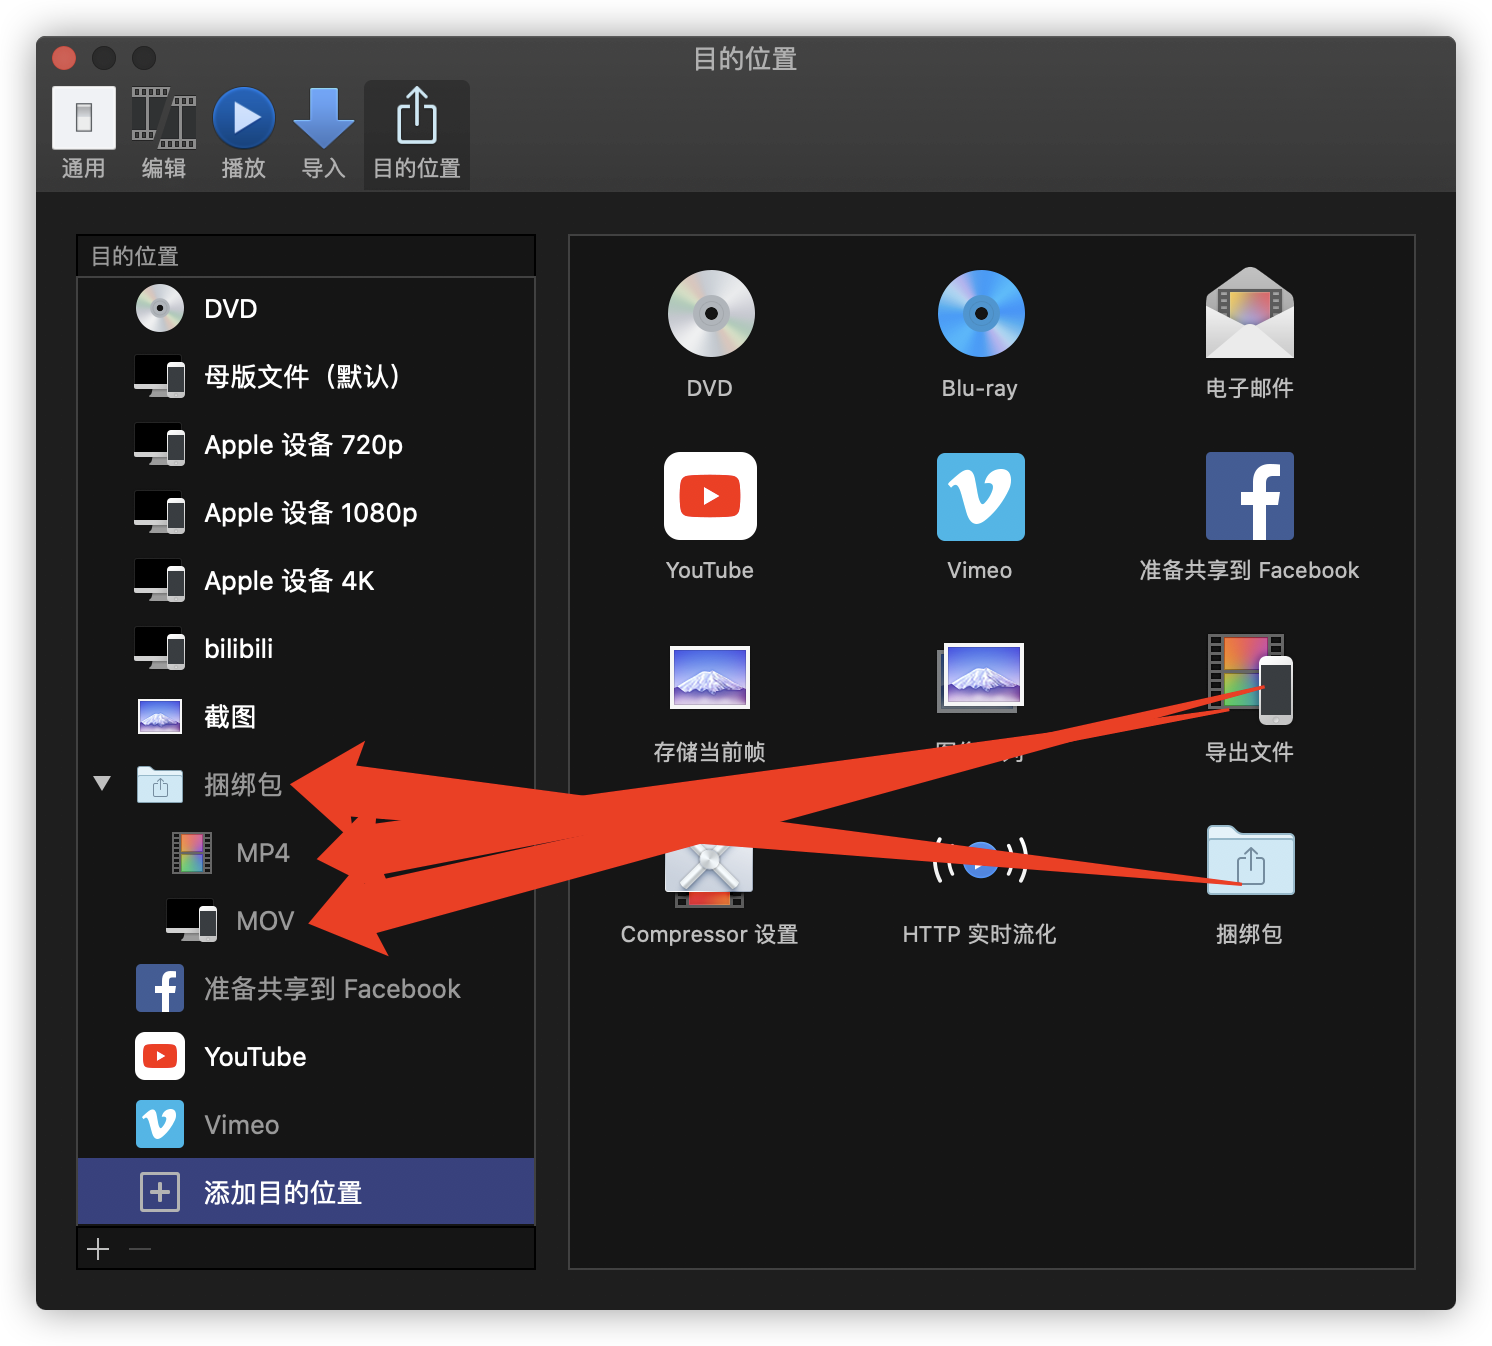 目的位置
通用
编辑
播放
导入
目的位置
目的位置
DVD
母版文件（默认）
Apple 设备 720p
Apple 设备 1080p
Apple 设备 4K
bilibili
截图
捆绑包
MP4
MOV
准备共享到 Facebook
YouTube
Vimeo
添加目的位置
DVD
Blu-ray
电子邮件
YouTube
Vimeo
准备共享到 Facebook
存储当前帧
导出文件
Compressor 设置
HTTP 实时流化
捆绑包